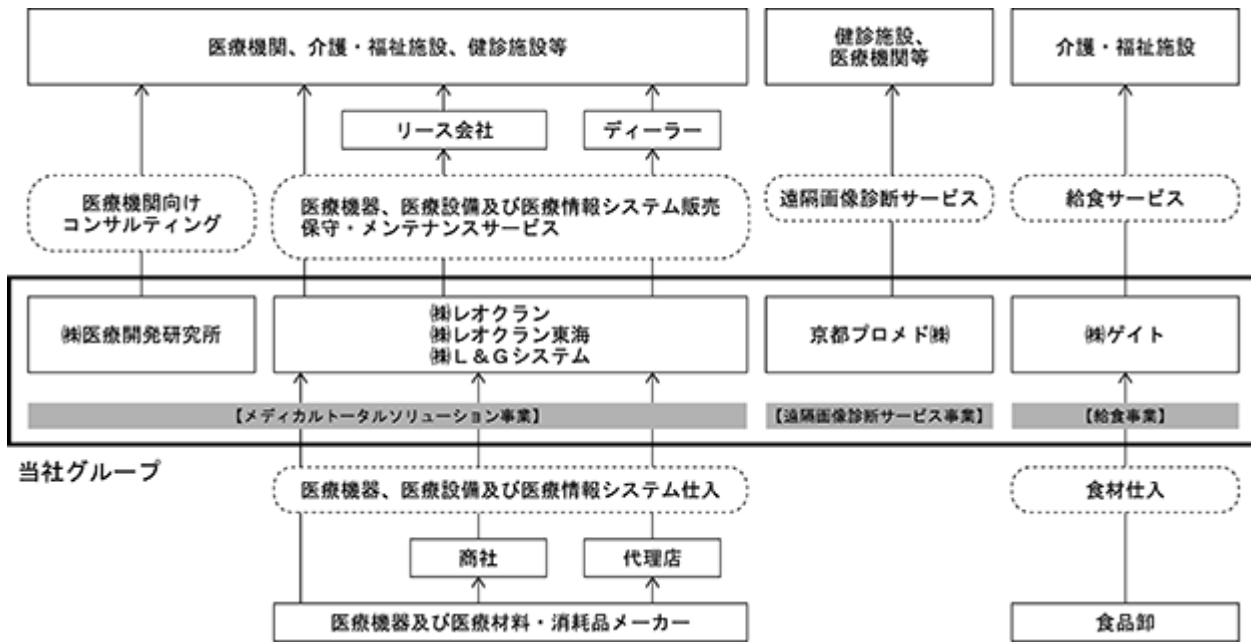 医療機関、介護・福祉施設、健診施設等
健診施設、
医療機関等
介護・福祉施設
リース会社
ディーラー
医療機関向け
コンサルティング
医療機器、医療設備及び医療情報システム販売
保守・メンテナンスサービス
遠隔画像診断サービス
給食サービス
㈱医療開発研究所
㈱レオクラン
㈱レオクラン東海
㈱L&Gシステム
京都プロメド㈱
㈱ゲイト
【メディカルトータルソリューション事業】
【遠隔画像診断サービス事業】
【給食事業】
当社グループ
医療機器、医療設備及び医療情報システム仕入
食材仕入
商社
代理店
医療機器及び医療材料・消耗品メーカー
食品卸